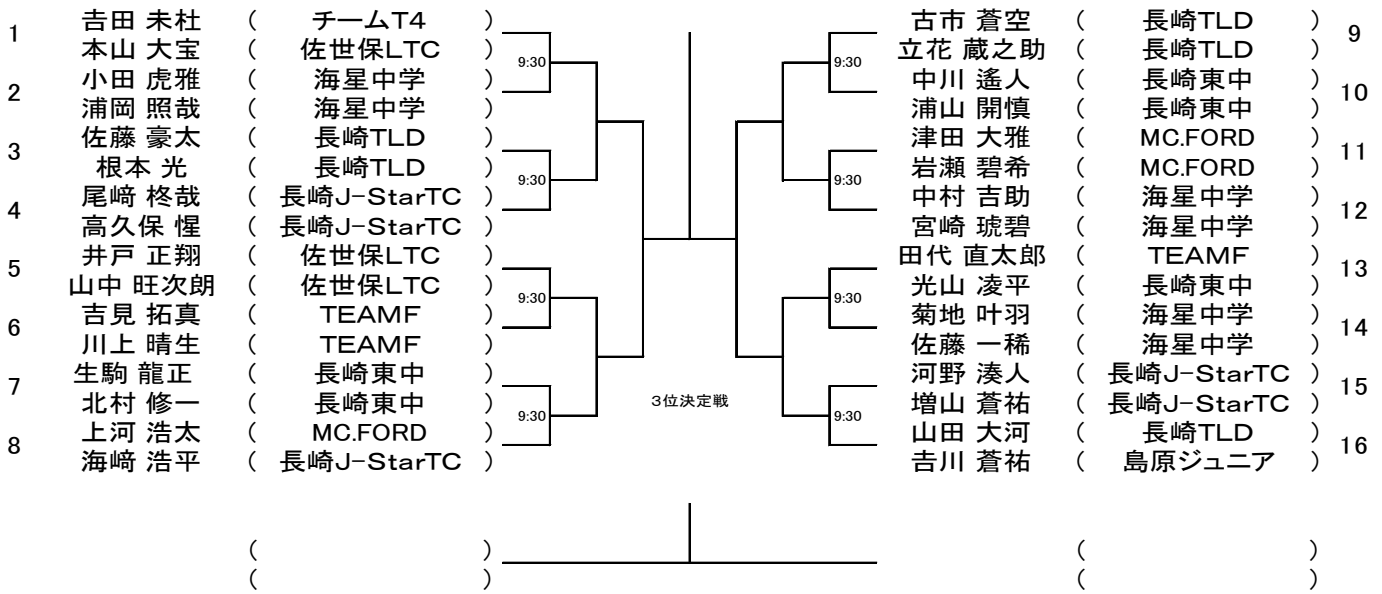 1
吉田 未杜 ( チームT4 )
本山 大宝 ( 佐世保LTC )
9:30
2
小田 虎雅 ( 海星中学 )
浦岡 照哉 ( 海星中学 )
3
佐藤 豪太 ( 長崎TLD )
根本 光 ( 長崎TLD )
9:30
4
尾﨑 柊哉 ( 長崎J-StarTC )
高久保 惺 ( 長崎J-StarTC )
5
井戸 正翔 ( 佐世保LTC )
山中 旺次朗 ( 佐世保LTC )
9:30
6
吉見 拓真 ( TEAMF )
川上 晴生 ( TEAMF )
7
生駒 龍正 ( 長崎東中 )
北村 修一 ( 長崎東中 )
9:30
8
上河 浩太 ( MC.FORD )
海﨑 浩平 ( 長崎J-StarTC )
古市 蒼空 ( 長崎TLD )
立花 蔵之助 ( 長崎TLD )
9
9:30
中川 遙人 ( 長崎東中 )
浦山 開慎 ( 長崎東中 )
10
津田 大雅 ( MC.FORD )
岩瀬 碧希 ( MC.FORD )
11
9:30
中村 吉助 ( 海星中学 )
宮崎 琥碧 ( 海星中学 )
12
田代 直太郎 ( TEAMF )
光山 凌平 ( 長崎東中 )
13
9:30
菊地 叶羽 ( 海星中学 )
佐藤 一稀 ( 海星中学 )
14
河野 湊人 ( 長崎J-StarTC )
増山 蒼祐 ( 長崎J-StarTC )
15
9:30
山田 大河 ( 長崎TLD )
吉川 蒼祐 ( 島原ジュニア )
16
3位決定戦
( )
( )
( )
( )